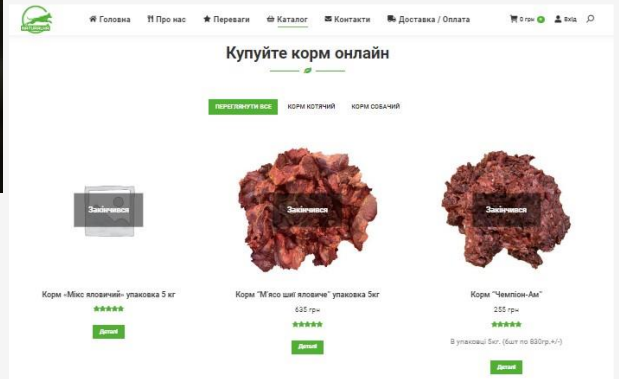 Головна Про нас Переваги Каталог Контакти Доставка / Оплата 0 грн 0 Вхід
Купуйте корм онлайн
ПЕРЕГЛЯНУТИ ВСЕ КОРМ КОТЯЧИЙ КОРМ СОБАЧИЙ
Закінчився Закінчився Закінчився
Корм «Мікс яловичий» упаковка 5 кг Корм "М'ясо шиї яловиче" упаковка 5кг Корм "Чемпіон-Ам"
635 грн 255 грн
В упаковці 5кг. (6шт по 830гр.+/-)
Деталі Деталі Деталі